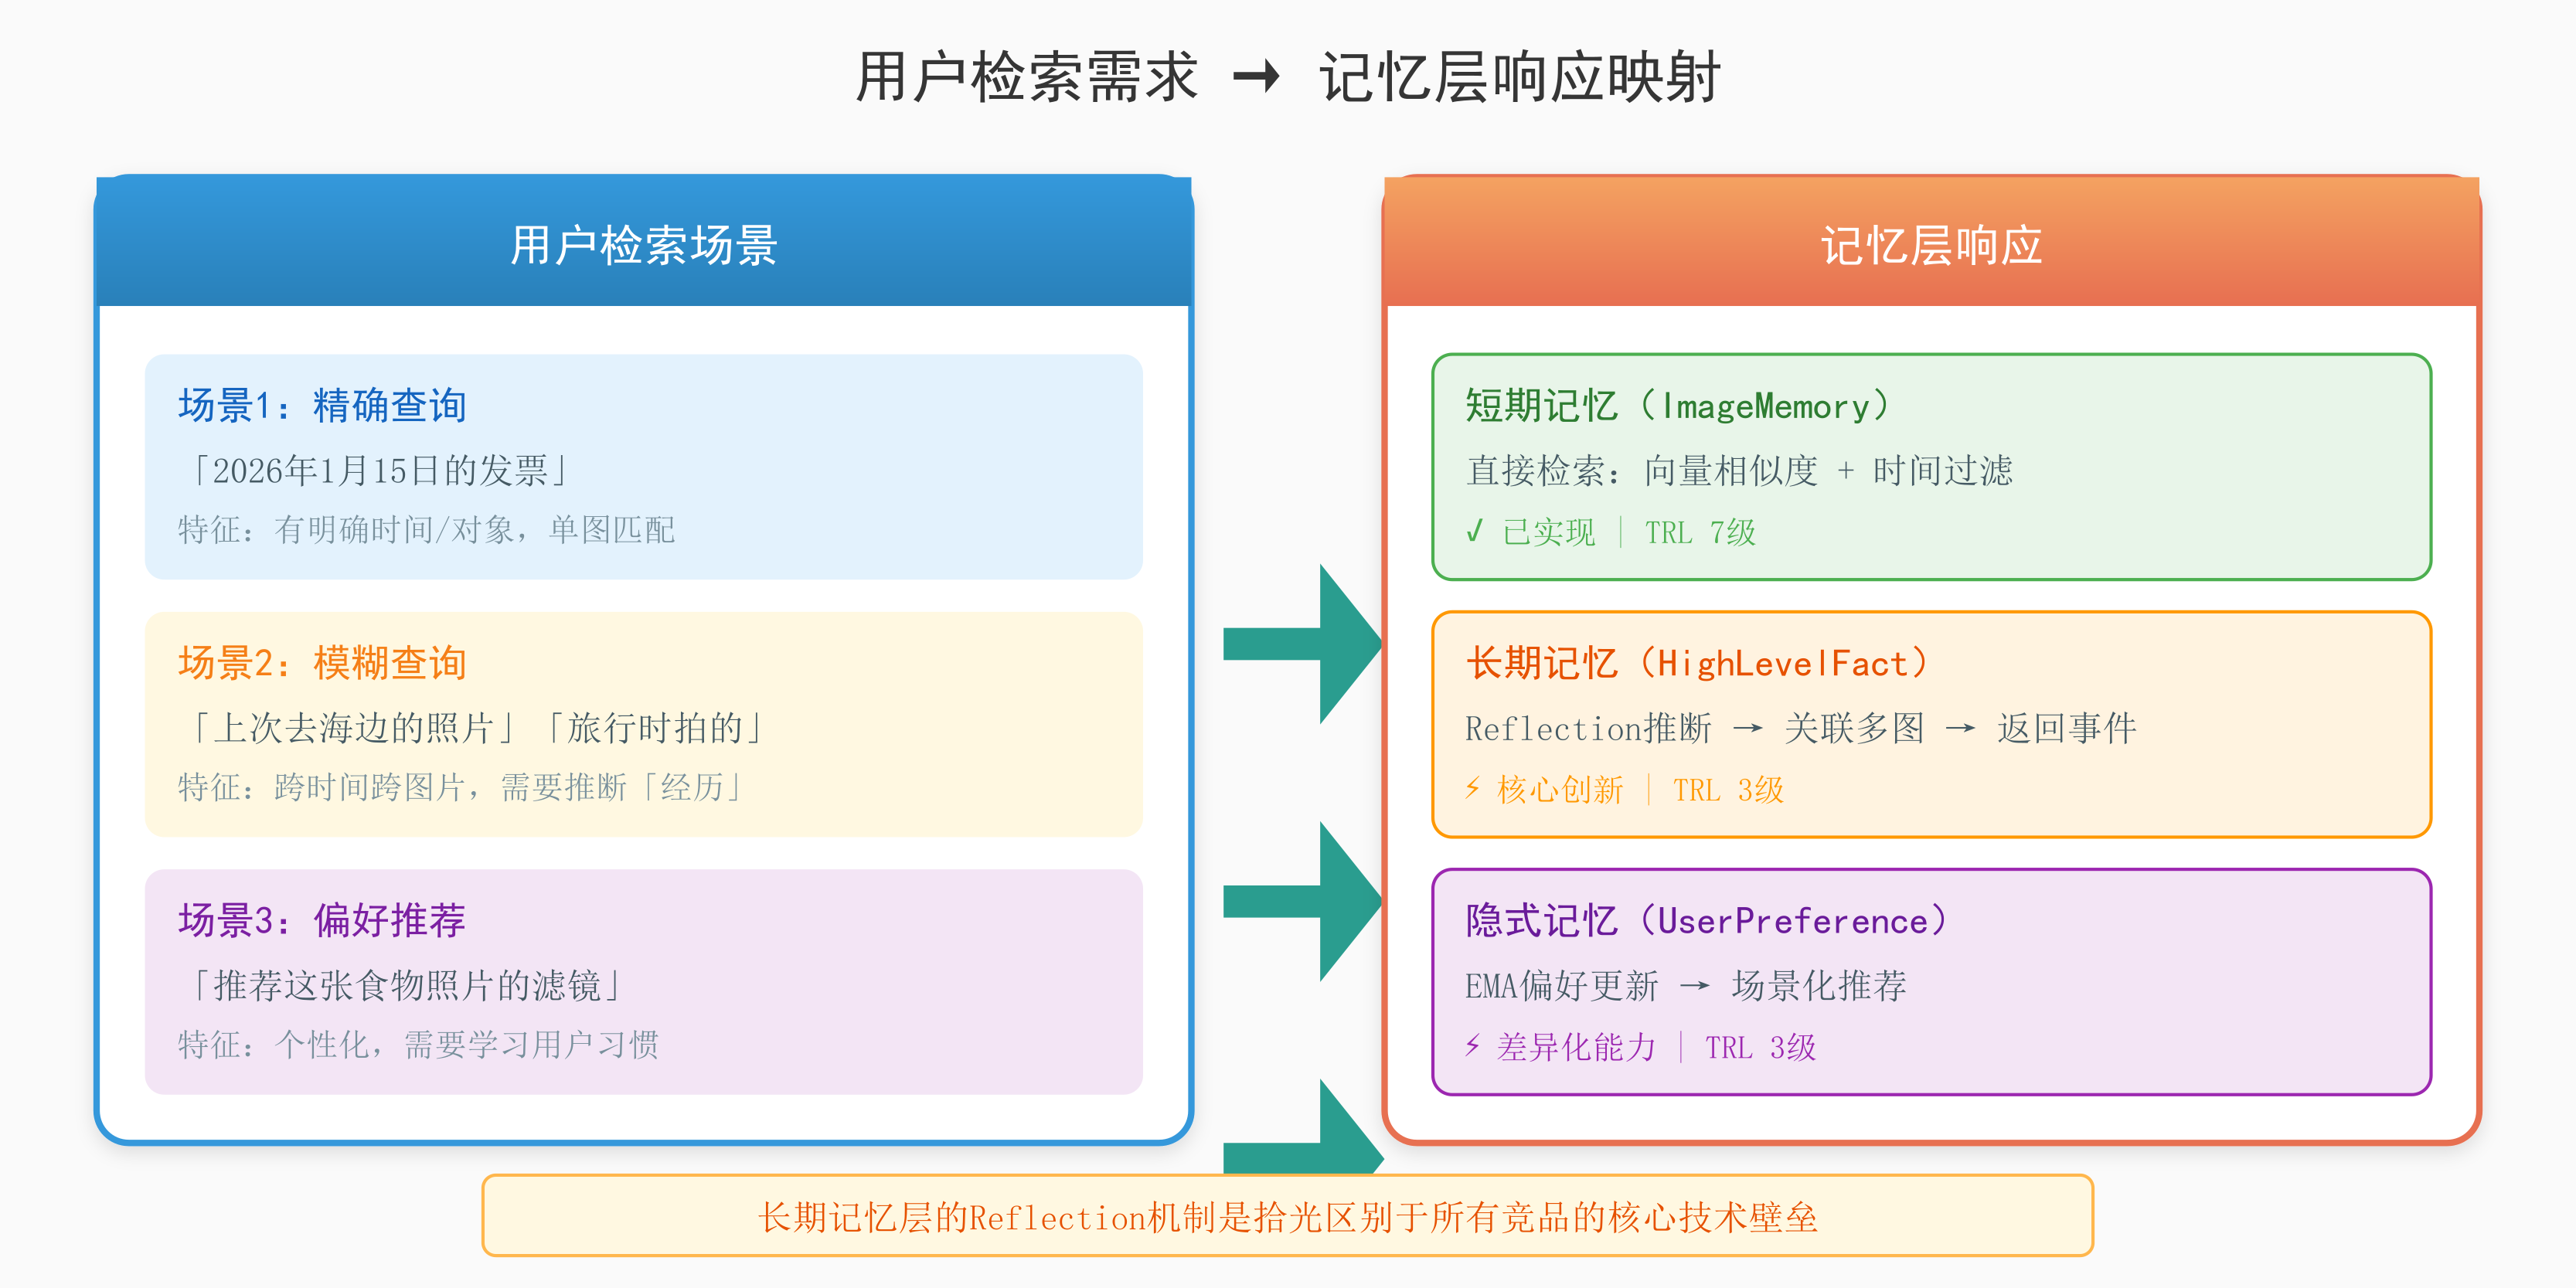 用户检索需求 → 记忆层响应映射
用户检索场景
场景1：精确查询
「2026年1月15日的发票」
特征：有明确时间/对象，单图匹配
场景2：模糊查询
「上次去海边的照片」「旅行时拍的」
特征：跨时间跨图片，需要推断「经历」
场景3：偏好推荐
「推荐这张食物照片的滤镜」
特征：个性化，需要学习用户习惯
记忆层响应
短期记忆（ImageMemory）
直接检索：向量相似度 + 时间过滤
✓ 已实现 | TRL 7级
长期记忆（HighLevelFact）
Reflection推断 → 关联多图 → 返回事件
⚡ 核心创新 | TRL 3级
隐式记忆（UserPreference）
EMA偏好更新 → 场景化推荐
⚡ 差异化能力 | TRL 3级
长期记忆层的Reflection机制是拾光区别于所有竞品的核心技术壁垒